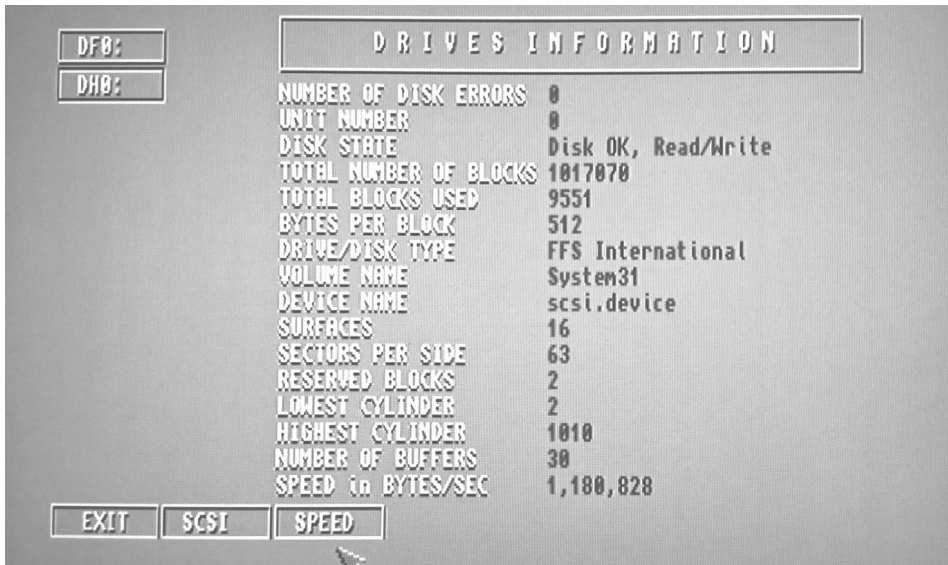 DF0:
DRIVES INFORMATION
DH0:
NUMBER OF DISK ERRORS 0
UNIT NUMBER 0
DISK STATE Disk OK, Read/Write
TOTAL NUMBER OF BLOCKS 1017070
TOTAL BLOCKS USED 9551
BYTES PER BLOCK 512
DRIVE/DISK TYPE FFS International
VOLUME NAME System31
DEVICE NAME scsi.device
SURFACES 16
SECTORS PER SIDE 63
RESERVED BLOCKS 2
LOWEST CYLINDER 2
HIGHEST CYLINDER 1010
NUMBER OF BUFFERS 30
SPEED in BYTES/SEC 1,180,828
EXIT SCSI SPEED